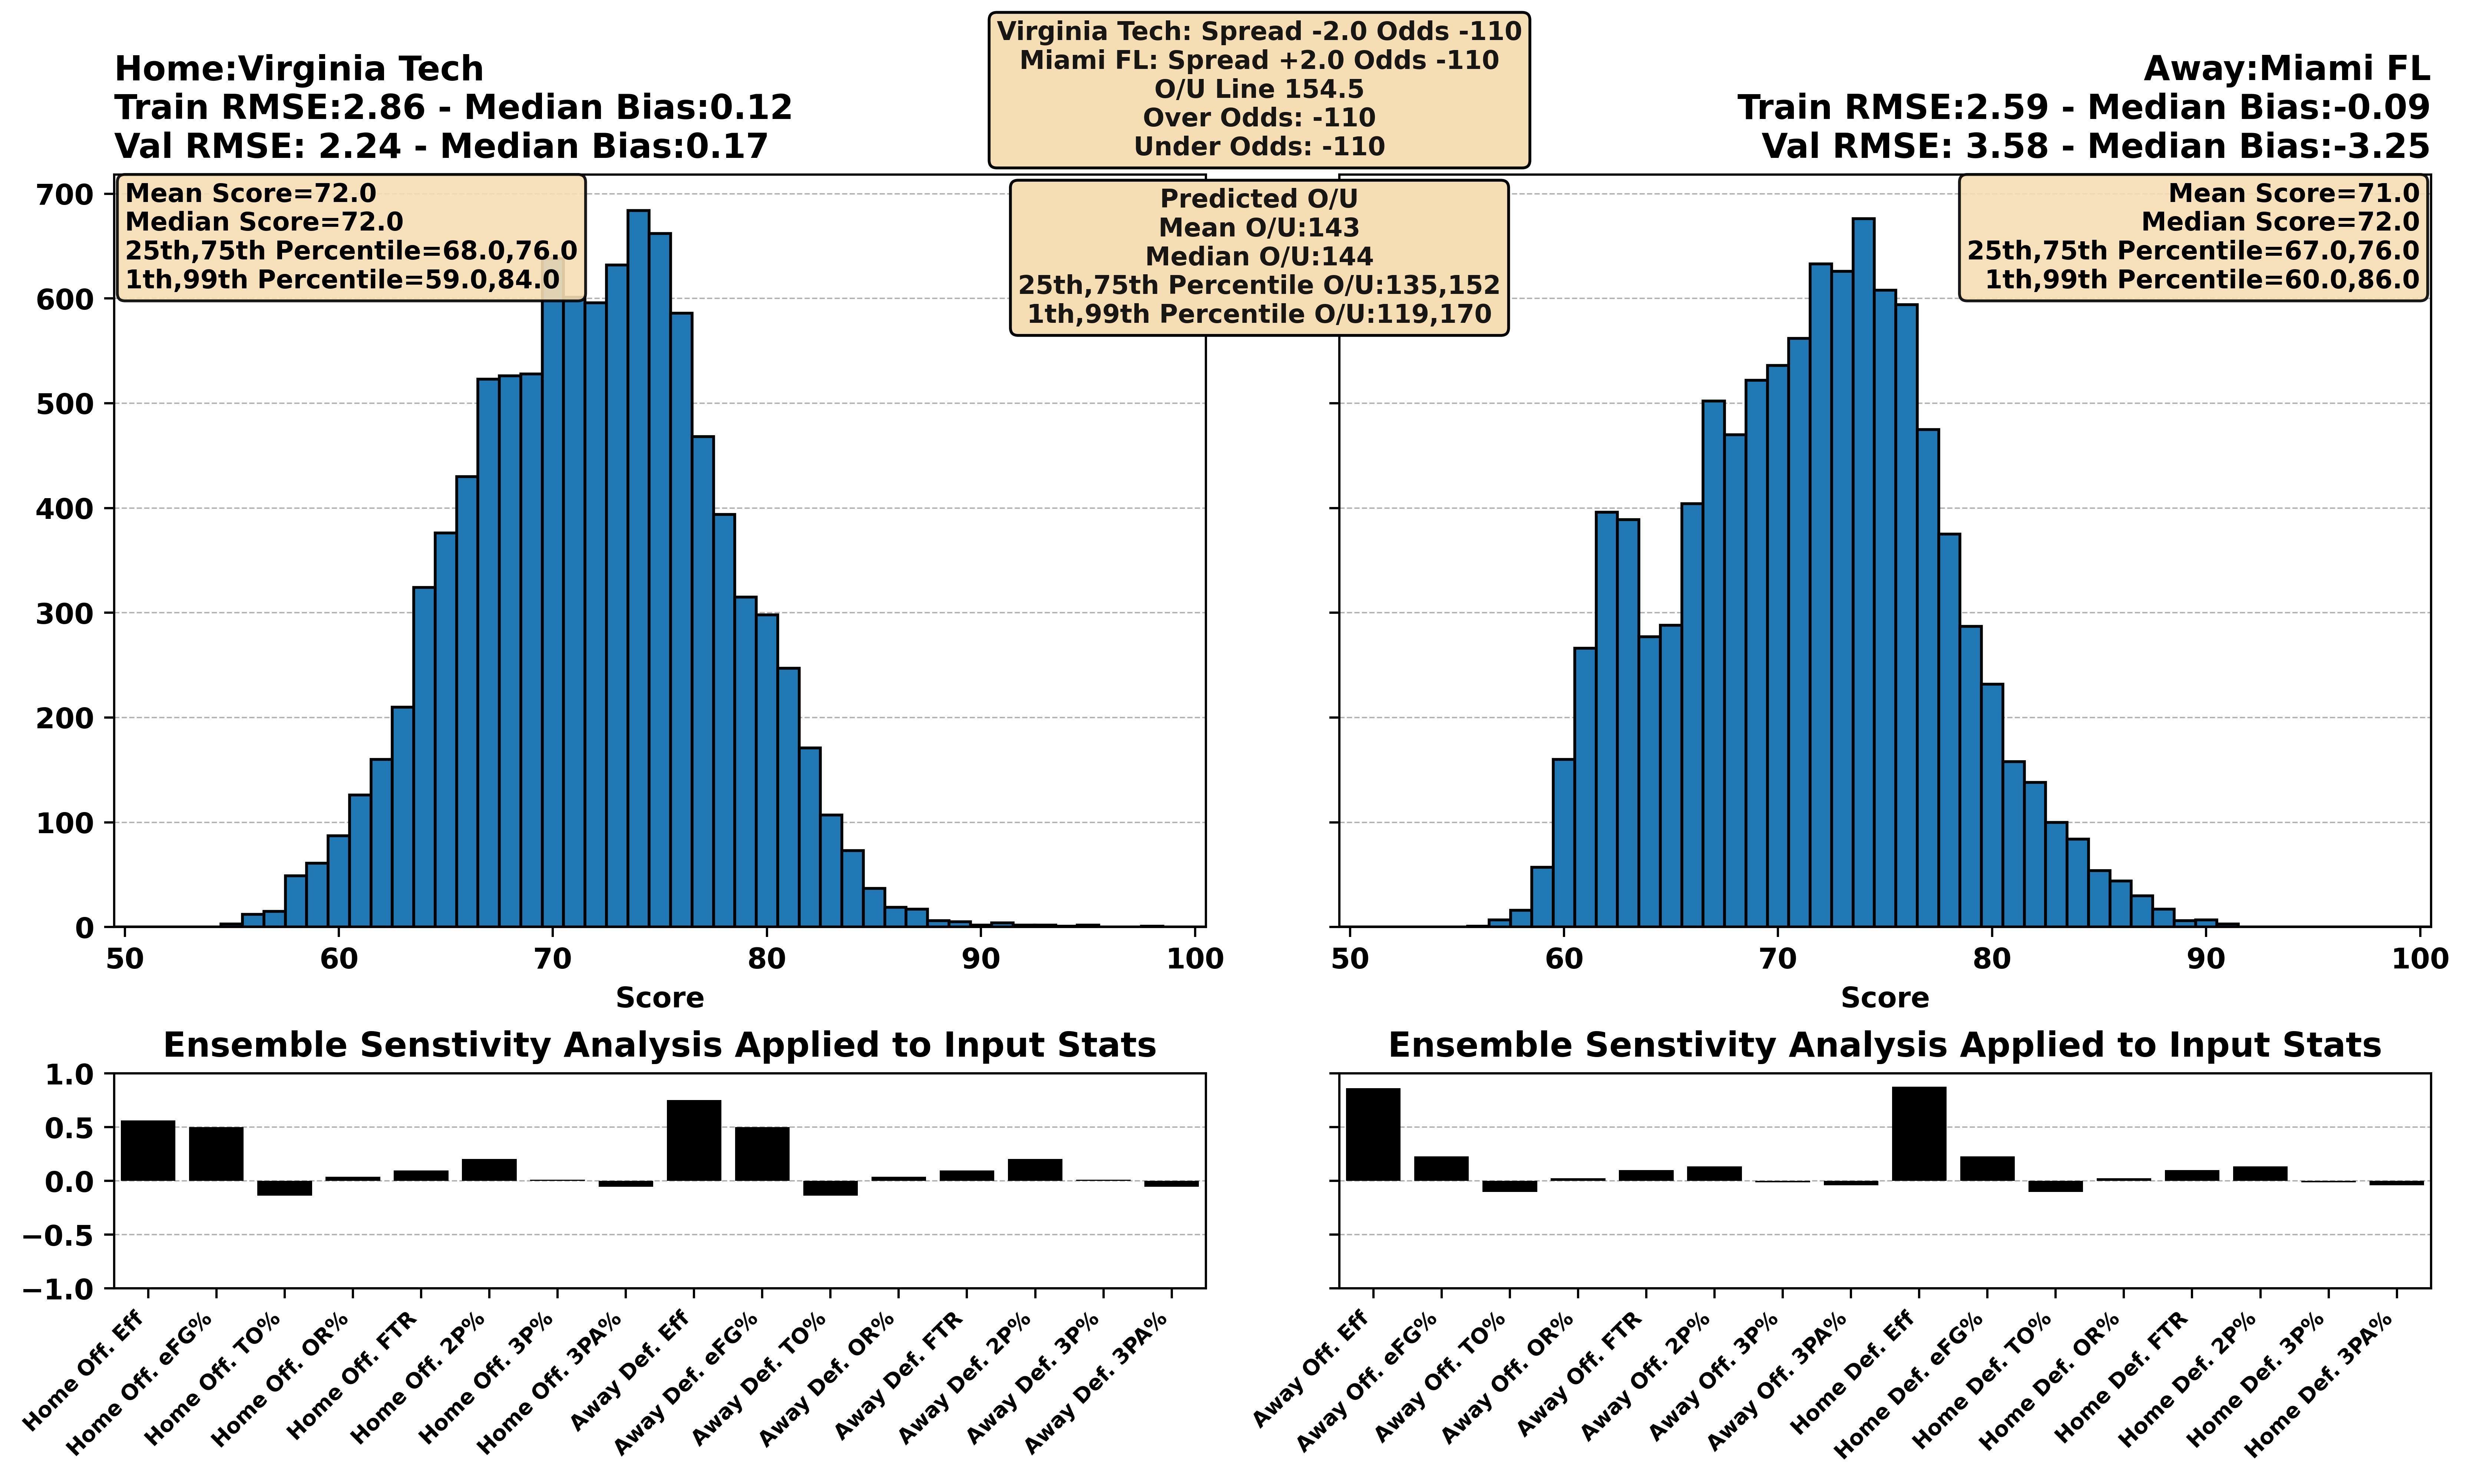 Virginia Tech: Spread -2.0 Odds -110
Miami FL: Spread +2.0 Odds -110
O/U Line 154.5
Over Odds: -110
Under Odds: -110
Home:Virginia Tech
Train RMSE:2.86 - Median Bias:0.12
Val RMSE: 2.24 - Median Bias:0.17
Away:Miami FL
Train RMSE:2.59 - Median Bias:-0.09
Val RMSE: 3.58 - Median Bias:-3.25
Mean Score=72.0
Median Score=72.0
25th,75th Percentile=68.0,76.0
1th,99th Percentile=59.0,84.0
Predicted O/U
Mean O/U:143
Median O/U:144
25th,75th Percentile O/U:135,152
1th,99th Percentile O/U:119,170
Mean Score=71.0
Median Score=72.0
25th,75th Percentile=67.0,76.0
1th,99th Percentile=60.0,86.0
700
600
500
400
300
200
100
0
50 60 70 80 90 100
Score
50 60 70 80 90 100
Score
Ensemble Senstivity Analysis Applied to Input Stats
1.0
0.5
0.0
−0.5
−1.0
Home Off. Eff
Home Off. eFG%
Home Off. TO%
Home Off. OR%
Home Off. FTR
Home Off. 2P%
Home Off. 3P%
Home Off. 3PA%
Away Def. Eff
Away Def. eFG%
Away Def. TO%
Away Def. OR%
Away Def. FTR
Away Def. 2P%
Away Def. 3P%
Away Def. 3PA%
Ensemble Senstivity Analysis Applied to Input Stats
Away Off. Eff
Away Off. eFG%
Away Off. TO%
Away Off. OR%
Away Off. FTR
Away Off. 2P%
Away Off. 3P%
Away Off. 3PA%
Home Def. Eff
Home Def. eFG%
Home Def. TO%
Home Def. OR%
Home Def. FTR
Home Def. 2P%
Home Def. 3P%
Home Def. 3PA%